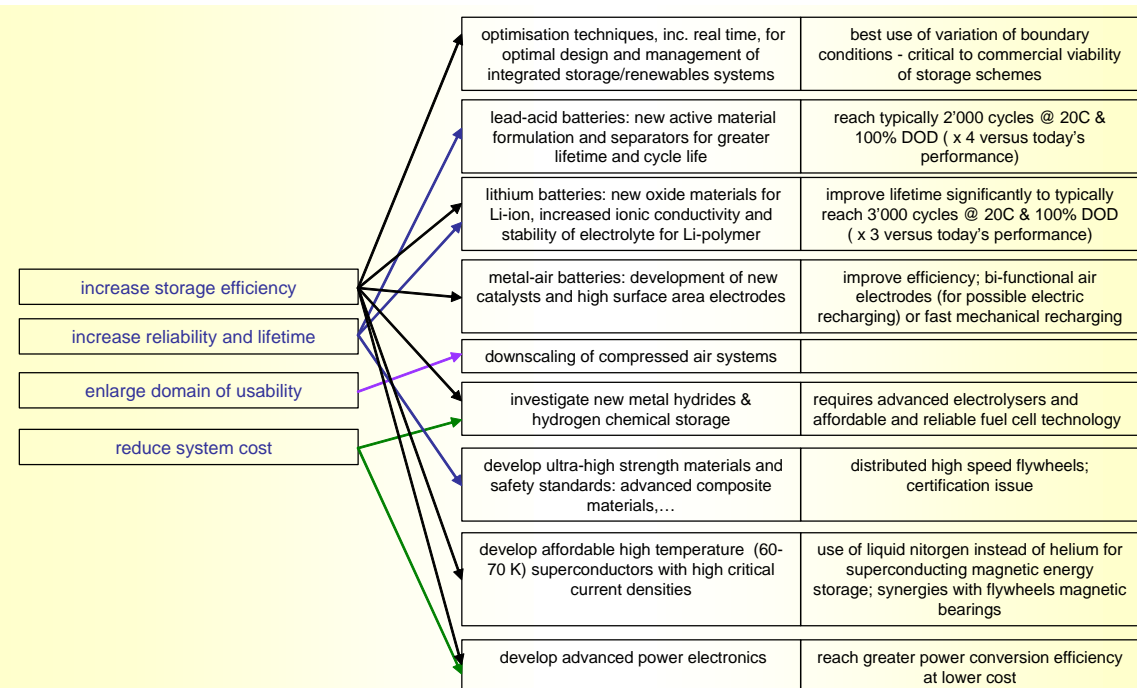 increase storage efficiency
increase reliability and lifetime
enlarge domain of usability
reduce system cost
optimisation techniques, inc. real time, for
optimal design and management of
integrated storage/renewables systems
best use of variation of boundary
conditions - critical to commercial viability
of storage schemes
lead-acid batteries: new active material
formulation and separators for greater
lifetime and cycle life
reach typically 2'000 cycles @ 20C &
100% DOD ( x 4 versus today's
performance)
lithium batteries: new oxide materials for
Li-ion, increased ionic conductivity and
stability of electrolyte for Li-polymer
improve lifetime significantly to typically
reach 3'000 cycles @ 20C & 100% DOD
( x 3 versus today's performance)
metal-air batteries: development of new
catalysts and high surface area electrodes
improve efficiency; bi-functional air
electrodes (for possible electric
recharging) or fast mechanical recharging
downscaling of compressed air systems
investigate new metal hydrides &
hydrogen chemical storage
requires advanced electrolysers and
affordable and reliable fuel cell technology
develop ultra-high strength materials and
safety standards: advanced composite
materials,…
distributed high speed flywheels;
certification issue
develop affordable high temperature (60-
70 K) superconductors with high critical
current densities
use of liquid nitorgen instead of helium for
superconducting magnetic energy
storage; synergies with flywheels magnetic
bearings
develop advanced power electronics
reach greater power conversion efficiency
at lower cost